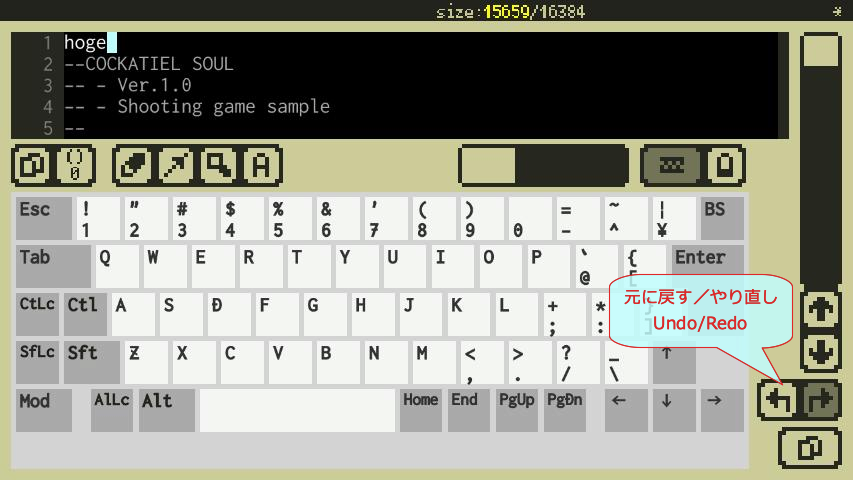 size:15659/16384 *
1 hoge
2 --COCKATIEL SOUL
3 -- - Ver.1.0
4 -- - Shooting game sample
5 --
() 0 A
Esc ! 1 " 2 # 3 $ 4 % 5 & 6 ' 7 ( 8 ) 9 0 = - ~ ^ | ¥ BS
Tab Q W E R T Y U I O P ` @ { [ Enter
CtLc Ctl A S D F G H J K L + ; * : ]
元に戻す／やり直し
Undo/Redo
SfLc Sft Z X C V B N M < , > . ? / _ \ ↑
Mod AlLc Alt Home End PgUp PgDn ← ↓ →